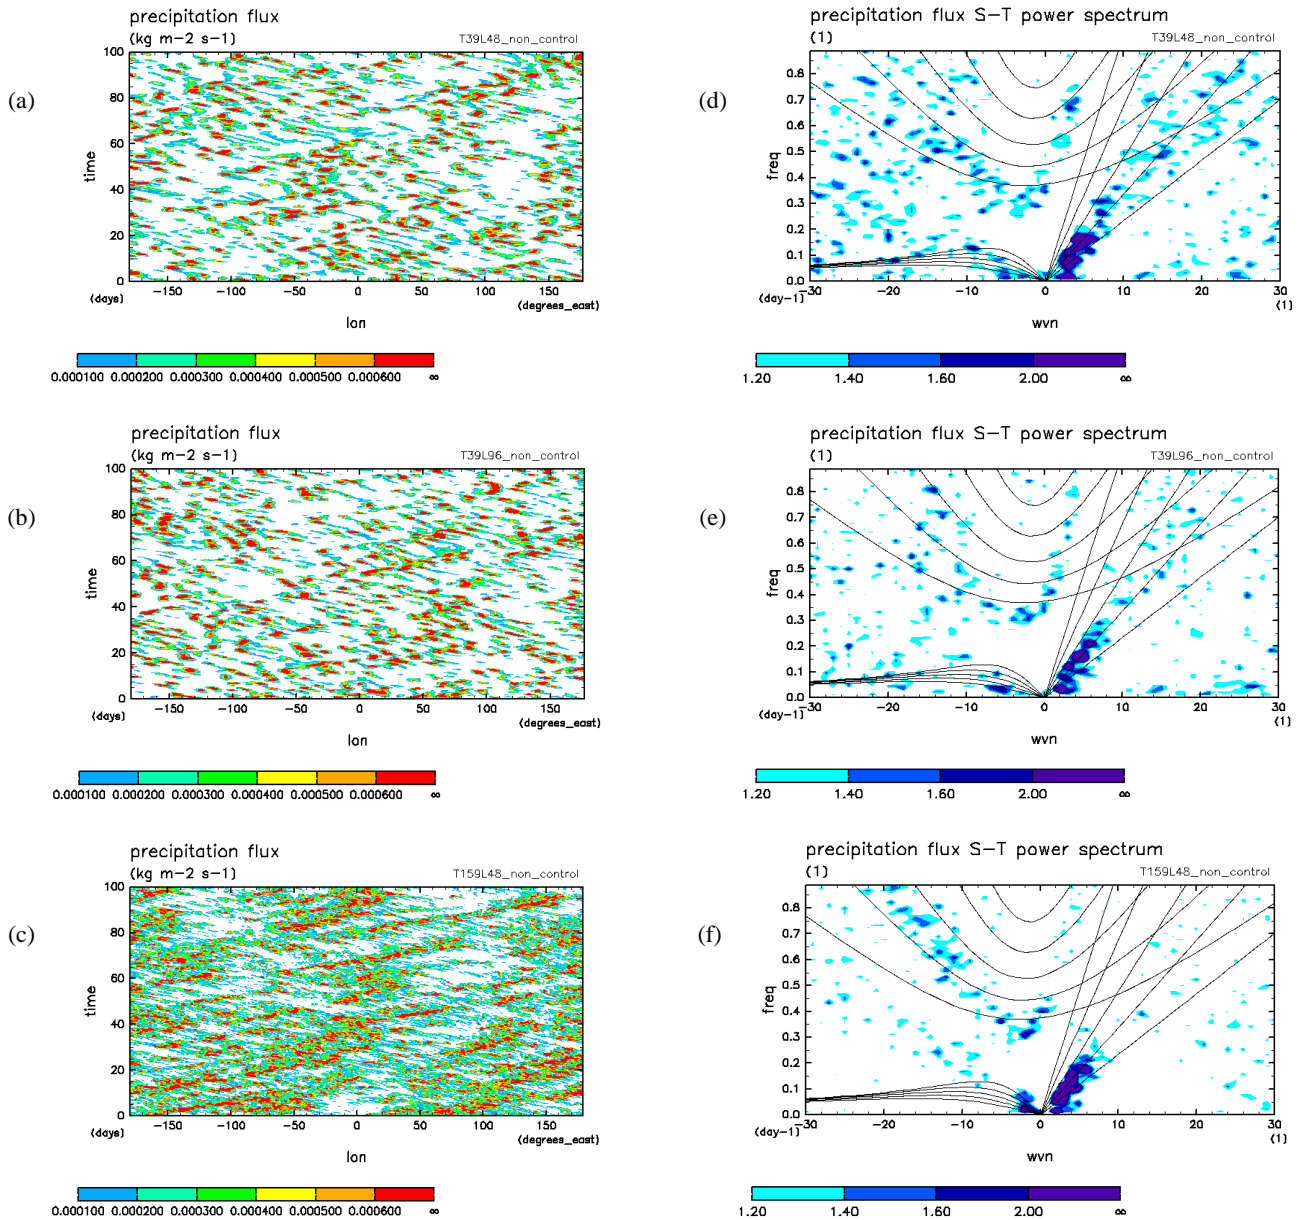 precipitation flux
(kg m-2 s-1)
T39L48_non_control
(a)
time
100
80
60
40
20
0
-150 -100 -50 0 50 100 150
(days)
(degrees_east)
lon
0.000100 0.000200 0.000300 0.000400 0.000500 0.000600 ∞
precipitation flux S-T power spectrum
(1)
T39L48_non_control
(d)
freq
0.8
0.7
0.6
0.5
0.4
0.3
0.2
0.1
0.0
-30 -20 -10 0 10 20 30
(day-1)
(1)
wvn
1.20 1.40 1.60 2.00 ∞
precipitation flux
(kg m-2 s-1)
T39L96_non_control
(b)
time
100
80
60
40
20
0
-150 -100 -50 0 50 100 150
(days)
(degrees_east)
lon
0.000100 0.000200 0.000300 0.000400 0.000500 0.000600 ∞
precipitation flux S-T power spectrum
(1)
T39L96_non_control
(e)
freq
0.8
0.7
0.6
0.5
0.4
0.3
0.2
0.1
0.0
-30 -20 -10 0 10 20 30
(day-1)
(1)
wvn
1.20 1.40 1.60 2.00 ∞
precipitation flux
(kg m-2 s-1)
T159L48_non_control
(c)
time
100
80
60
40
20
0
-150 -100 -50 0 50 100 150
(days)
(degrees_east)
lon
0.000100 0.000200 0.000300 0.000400 0.000500 0.000600 ∞
precipitation flux S-T power spectrum
(1)
T159L48_non_control
(f)
freq
0.8
0.7
0.6
0.5
0.4
0.3
0.2
0.1
0.0
-30 -20 -10 0 10 20 30
(day-1)
(1)
wvn
1.20 1.40 1.60 2.00 ∞